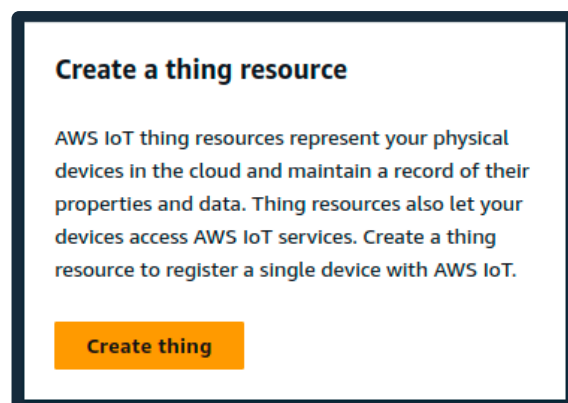 Create a thing resource
AWS IoT thing resources represent your physical
devices in the cloud and maintain a record of their
properties and data. Thing resources also let your
devices access AWS IoT services. Create a thing
resource to register a single device with AWS IoT.
Create thing